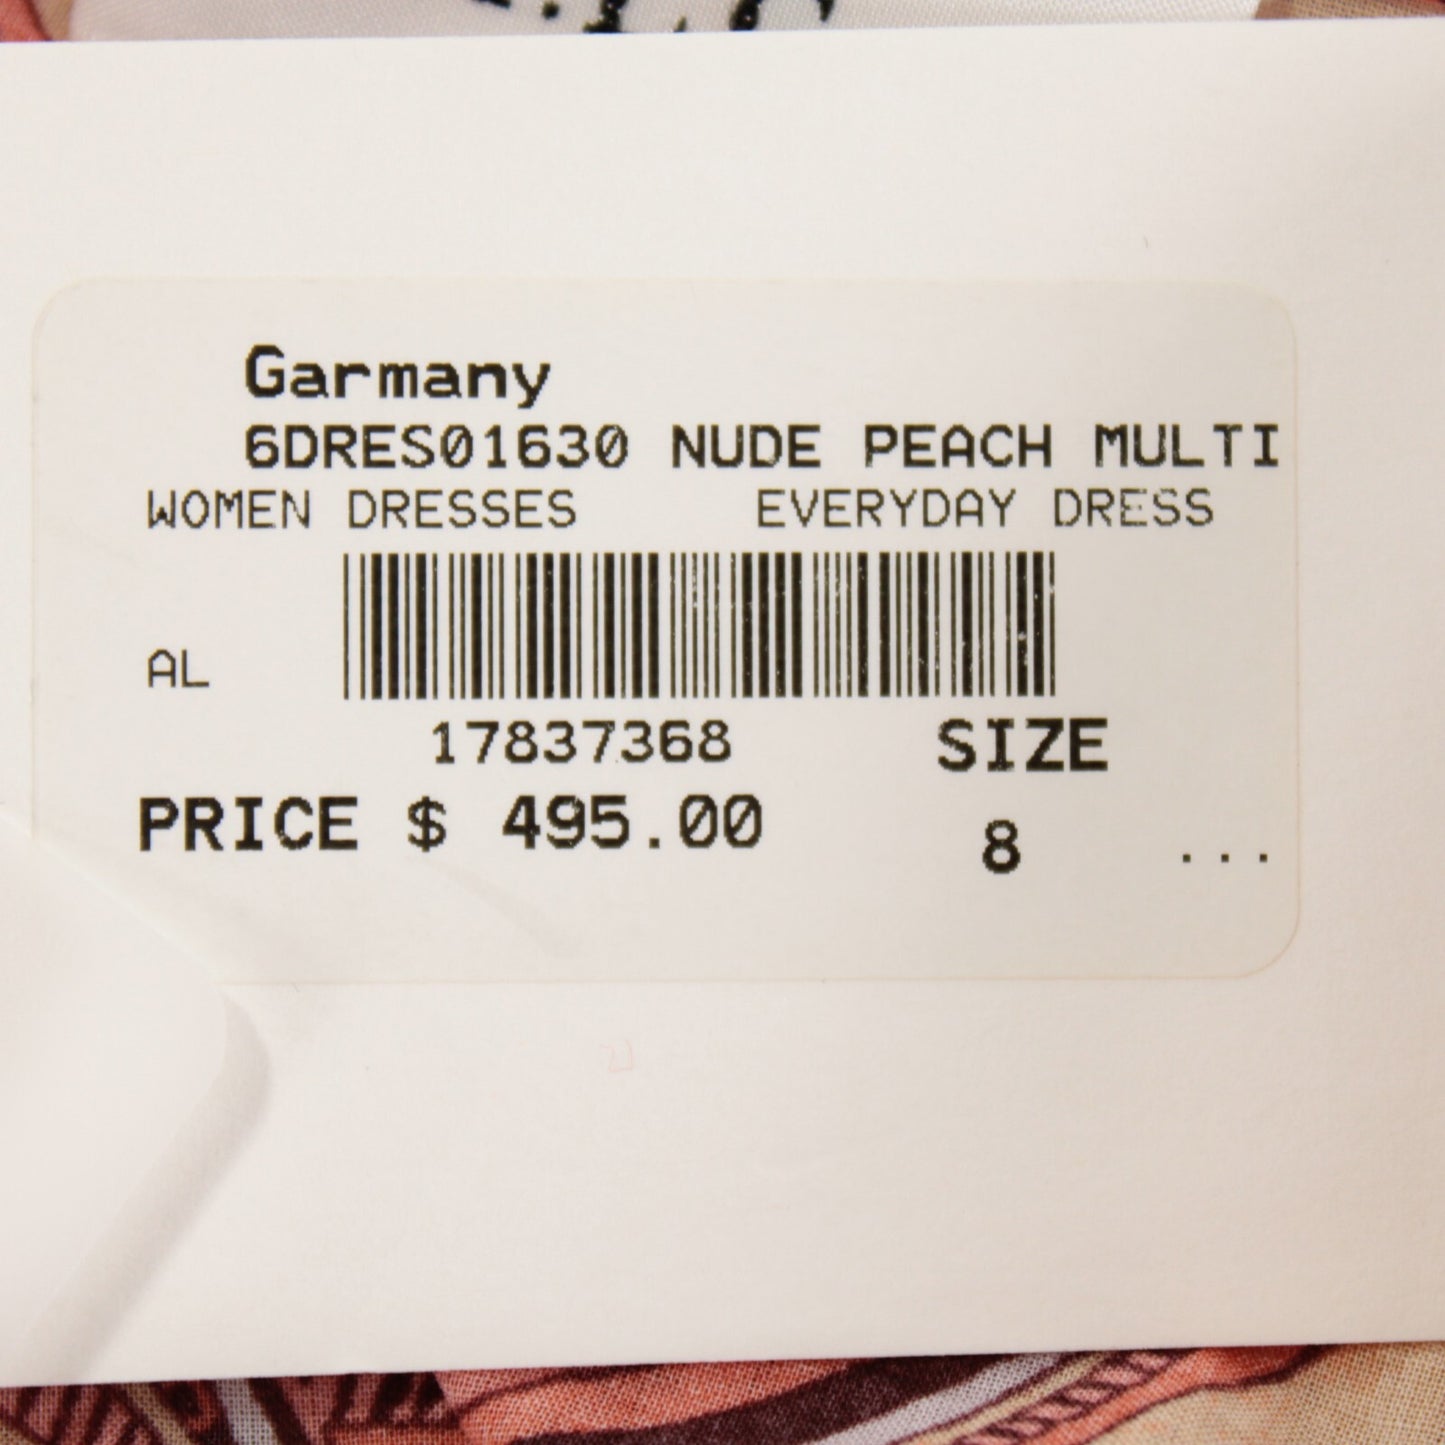 Garmany
6DRES01630 NUDE PEACH MULTI
WOMEN DRESSES EVERYDAY DRESS
AL
17837368 SIZE
PRICE $ 495.00 8 ...